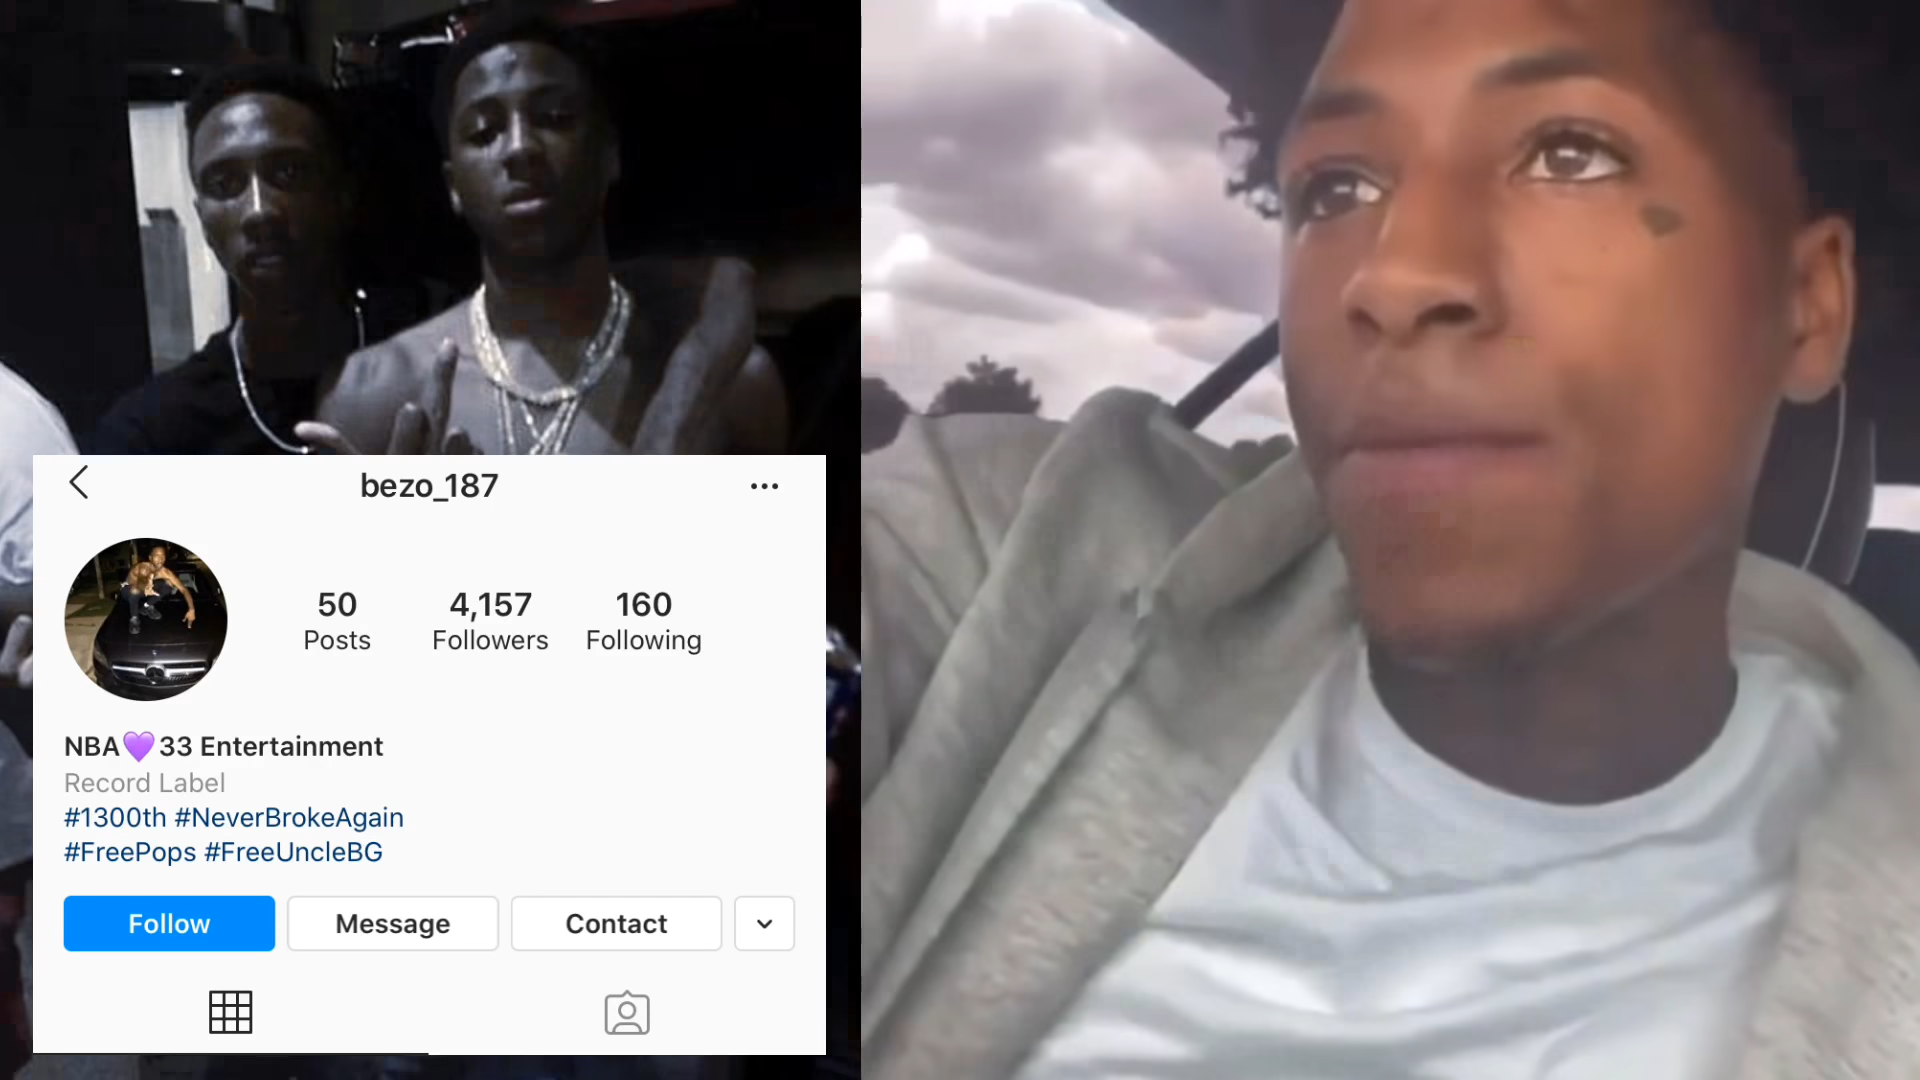 bezo_187
50
Posts
4,157
Followers
160
Following
NBA💜33 Entertainment
Record Label
#1300th #NeverBrokeAgain
#FreePops #FreeUncleBG
Follow
Message
Contact